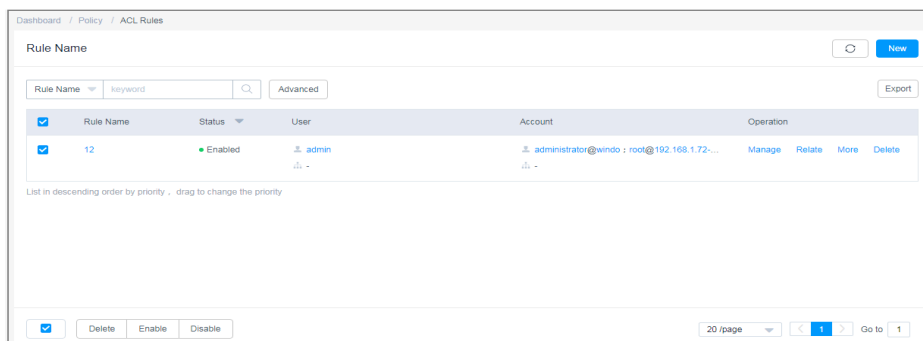 Dashboard / Policy / ACL Rules
Rule Name New
Rule Name keyword Advanced Export
Rule Name Status User Account Operation
12 Enabled admin administrator@windo ; root@192.168.1.72-... Manage Relate More Delete
- -
List in descending order by priority , drag to change the priority
Delete Enable Disable 20 /page 1 Go to 1